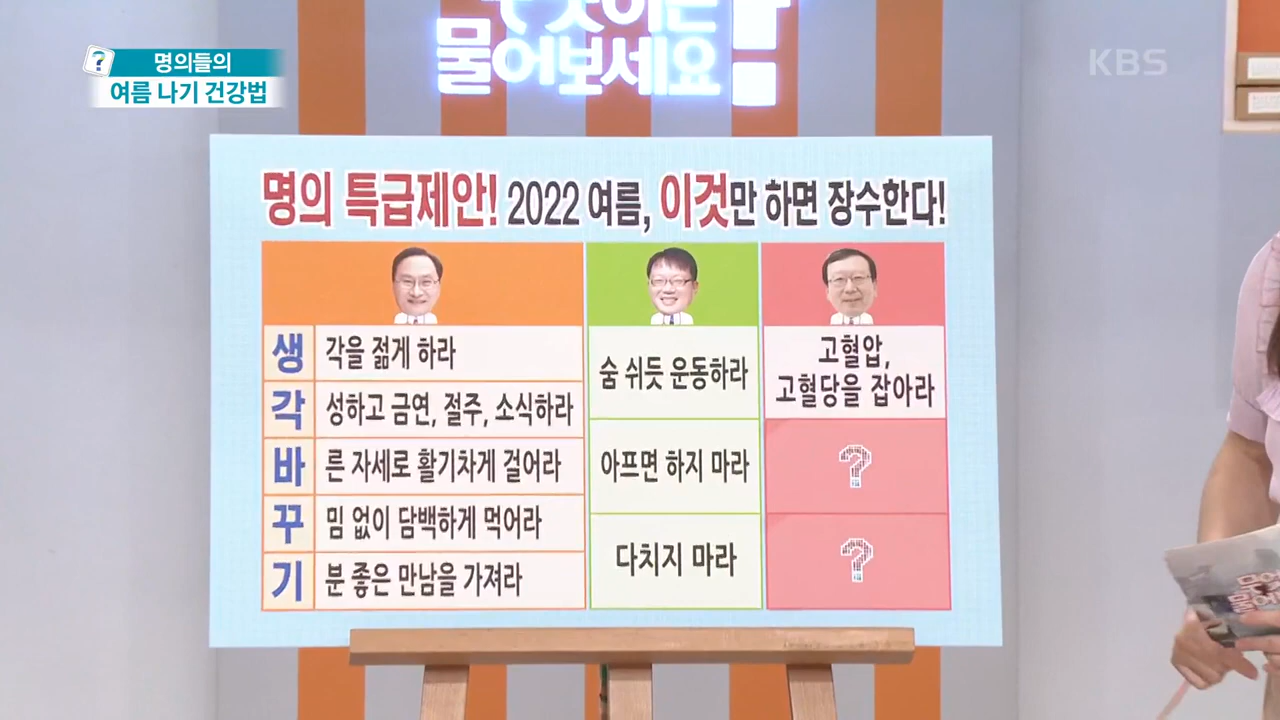 명의들의
여름 나기 건강법
KBS
물어보세요
명의 특급제안! 2022 여름, 이것만 하면 장수한다!
생 각을 젊게 하라
각 성하고 금연, 절주, 소식하라
바 른 자세로 활기차게 걸어라
꾸 밈 없이 담백하게 먹어라
기 분 좋은 만남을 가져라
숨 쉬듯 운동하라
아프면 하지 마라
다치지 마라
고혈압,
고혈당을 잡아라
?
?